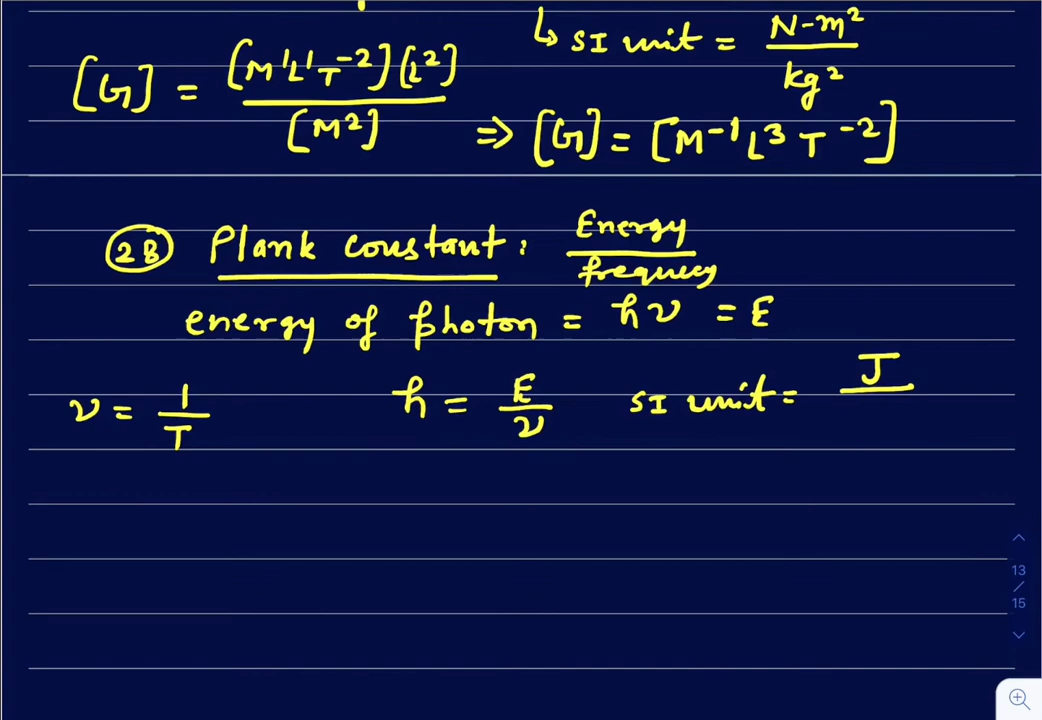 ↳ SI unit = N-m² / kg²
[G] = [M¹L¹T⁻²][L²] / [M²] ⇒ [G] = [M⁻¹L³T⁻²]
(28) Plank constant : Energy / frequency
energy of photon = hν = E
ν = 1 / T h = E / ν SI unit = J
13
/
15